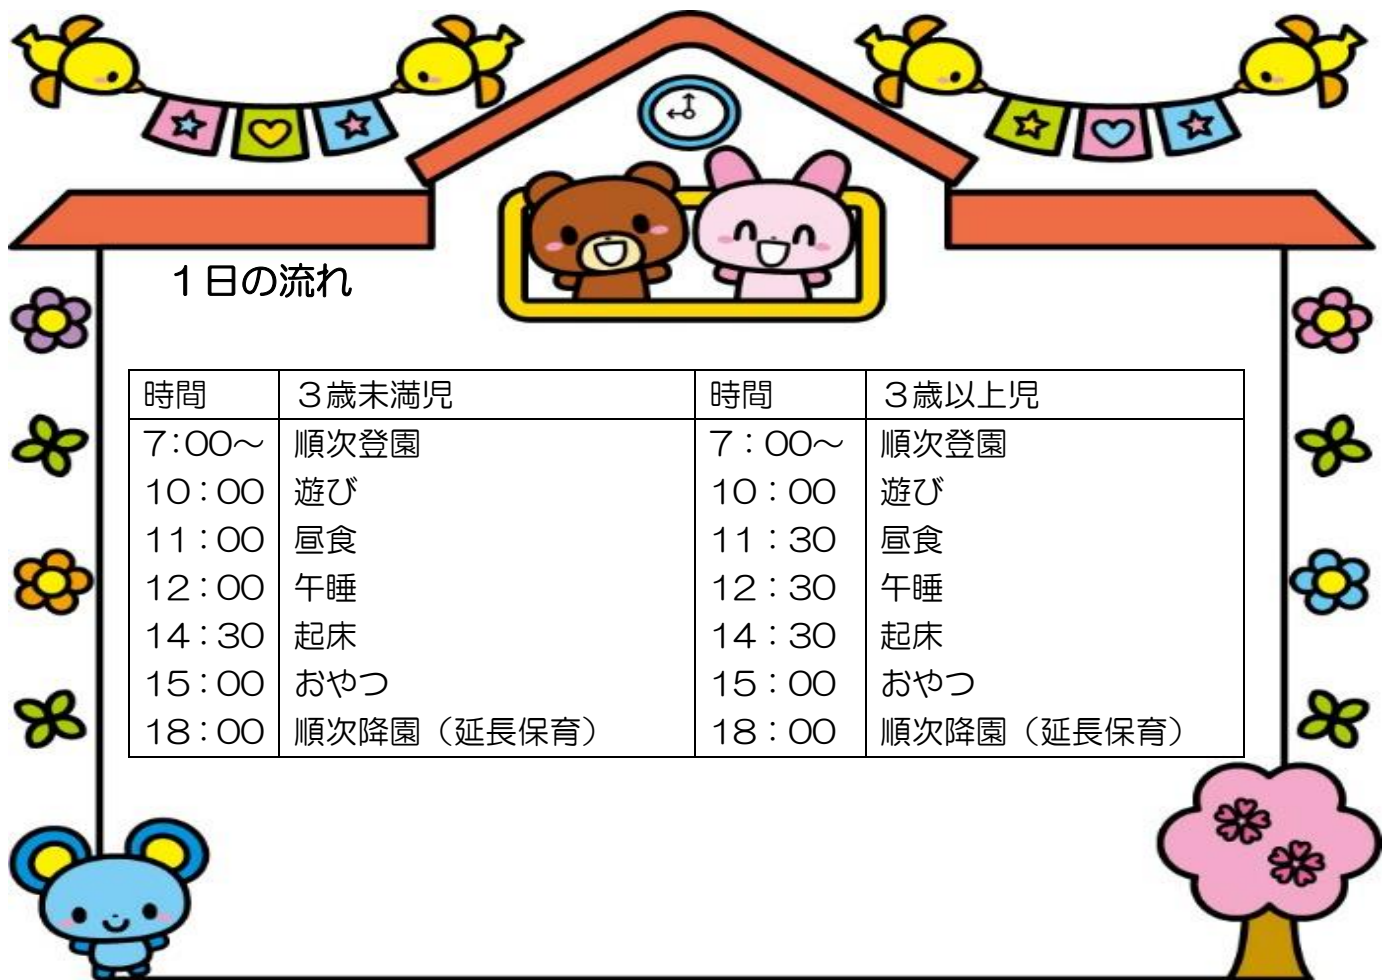 １日の流れ
時間 ３歳未満児 時間 ３歳以上児
7:00～ 順次登園 7：00～ 順次登園
10：00 遊び 10：00 遊び
11：00 昼食 11：30 昼食
12：00 午睡 12：30 午睡
14：30 起床 14：30 起床
15：00 おやつ 15：00 おやつ
18：00 順次降園（延長保育） 18：00 順次降園（延長保育）